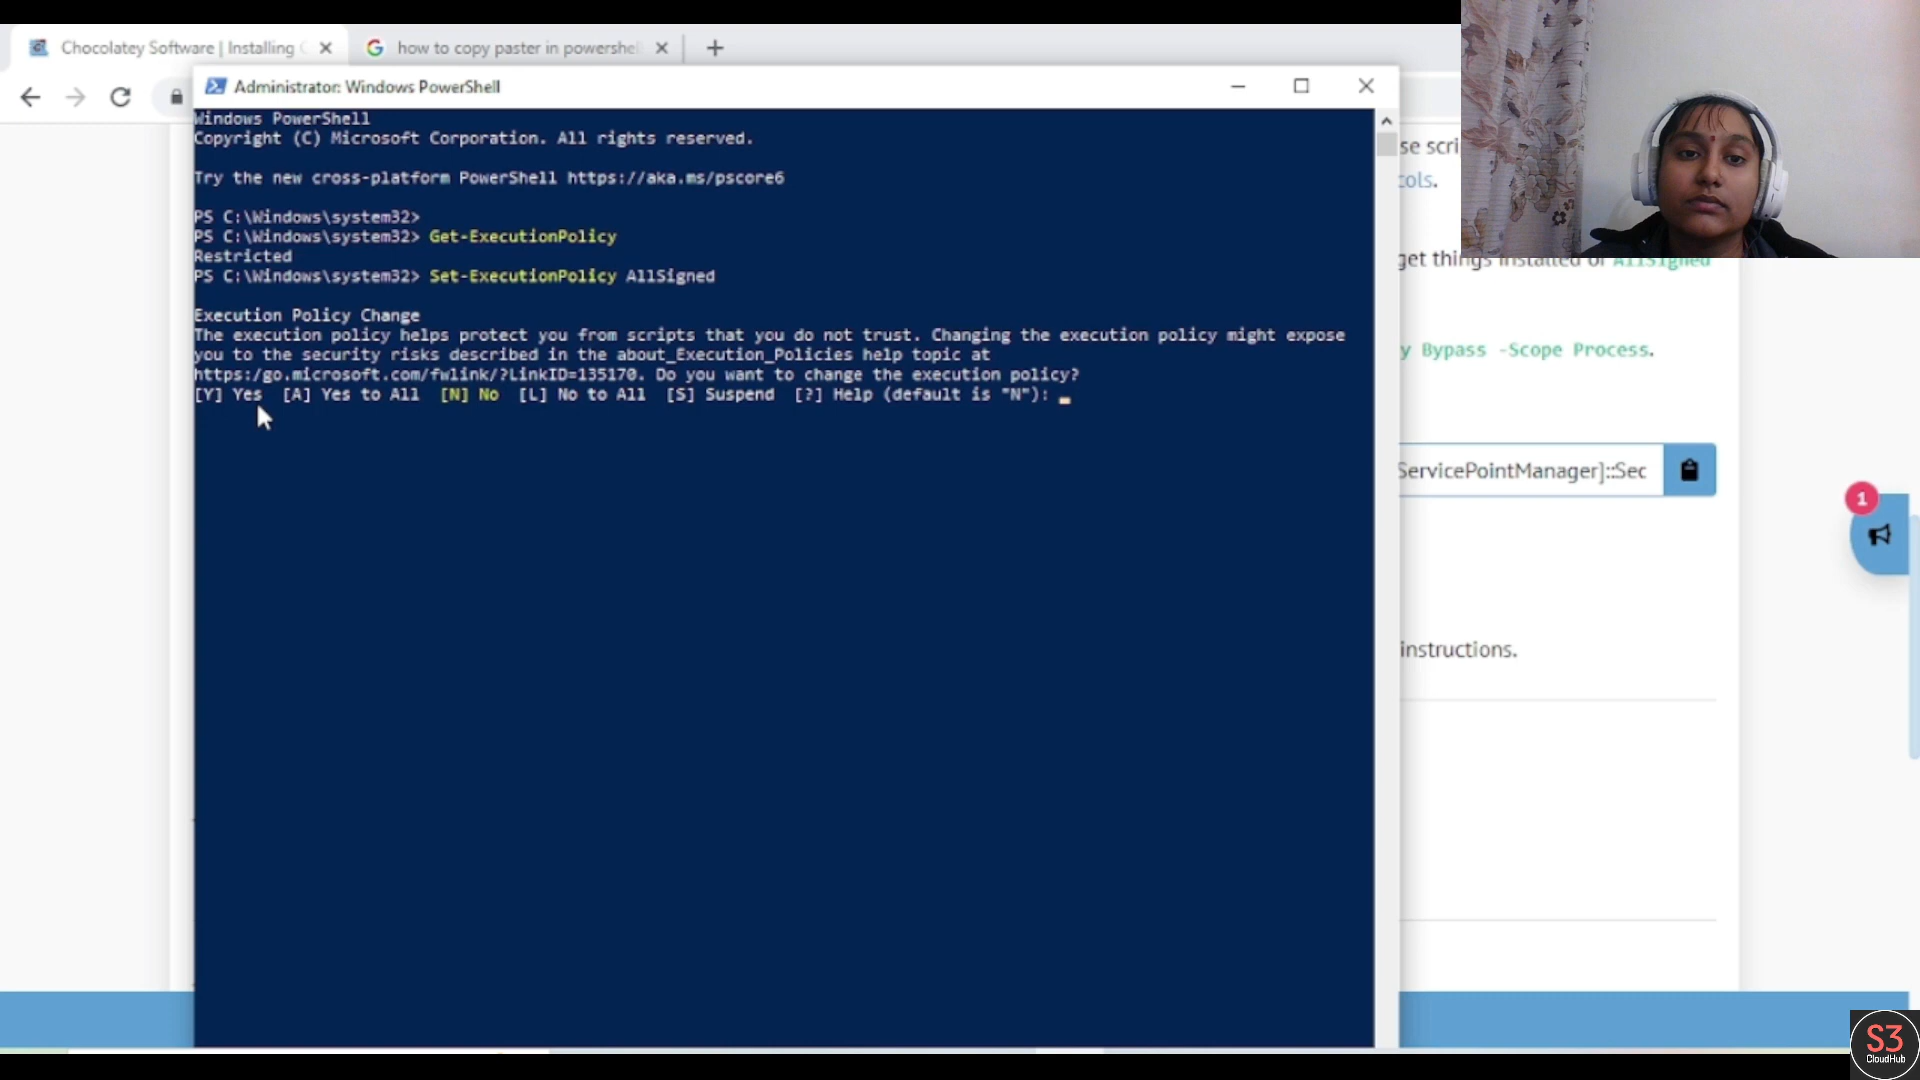 Chocolatey Software | Installing C
how to copy paster in powershel
Administrator: Windows PowerShell
Windows PowerShell
Copyright (C) Microsoft Corporation. All rights reserved.
Try the new cross-platform PowerShell https://aka.ms/pscore6
PS C:\Windows\system32>
PS C:\Windows\system32> Get-ExecutionPolicy
Restricted
PS C:\Windows\system32> Set-ExecutionPolicy AllSigned
Execution Policy Change
The execution policy helps protect you from scripts that you do not trust. Changing the execution policy might expose
you to the security risks described in the about_Execution_Policies help topic at
https:/go.microsoft.com/fwlink/?LinkID=135170. Do you want to change the execution policy?
[Y] Yes  [A] Yes to All  [N] No  [L] No to All  [S] Suspend  [?] Help (default is "N"):
se scri
cols.
get things installed or AllSigned
y Bypass -Scope Process.
ServicePointManager]::Sec
1
instructions.
S3
CloudHub